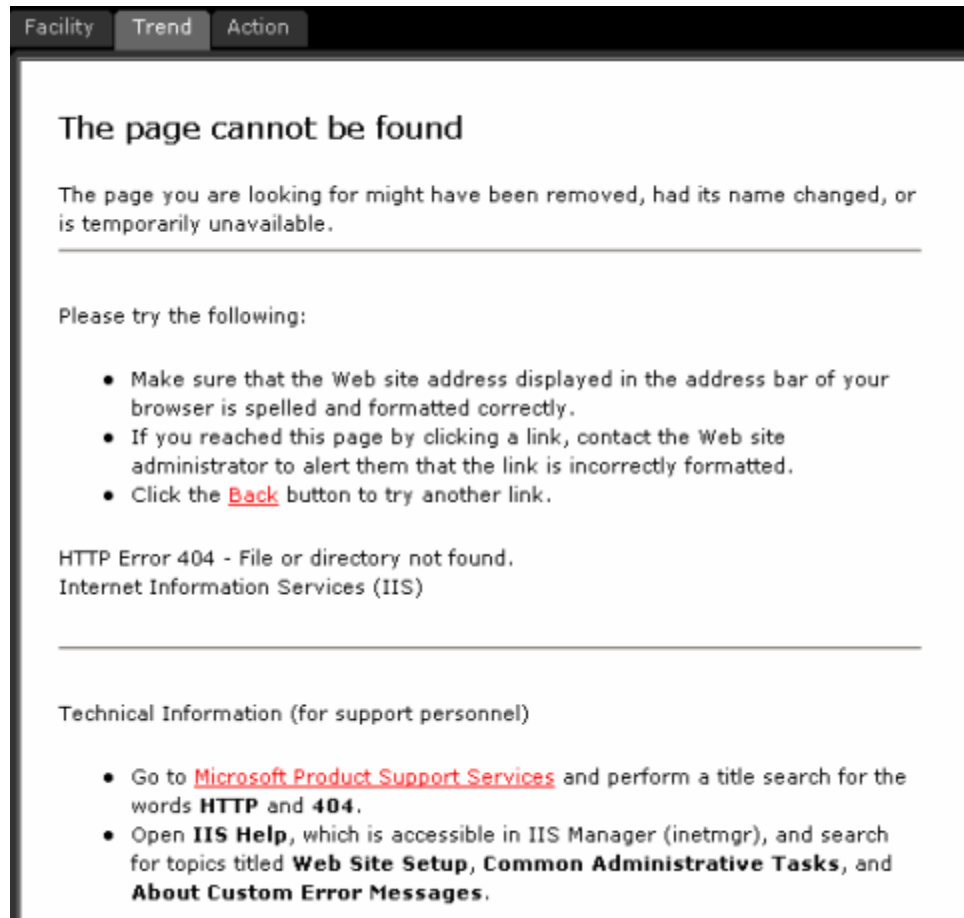 Facility Trend Action
The page cannot be found
The page you are looking for might have been removed, had its name changed, or
is temporarily unavailable.
Please try the following:
● Make sure that the Web site address displayed in the address bar of your
browser is spelled and formatted correctly.
● If you reached this page by clicking a link, contact the Web site
administrator to alert them that the link is incorrectly formatted.
● Click the Back button to try another link.
HTTP Error 404 - File or directory not found.
Internet Information Services (IIS)
Technical Information (for support personnel)
● Go to Microsoft Product Support Services and perform a title search for the
words HTTP and 404.
● Open IIS Help, which is accessible in IIS Manager (inetmgr), and search
for topics titled Web Site Setup, Common Administrative Tasks, and
About Custom Error Messages.